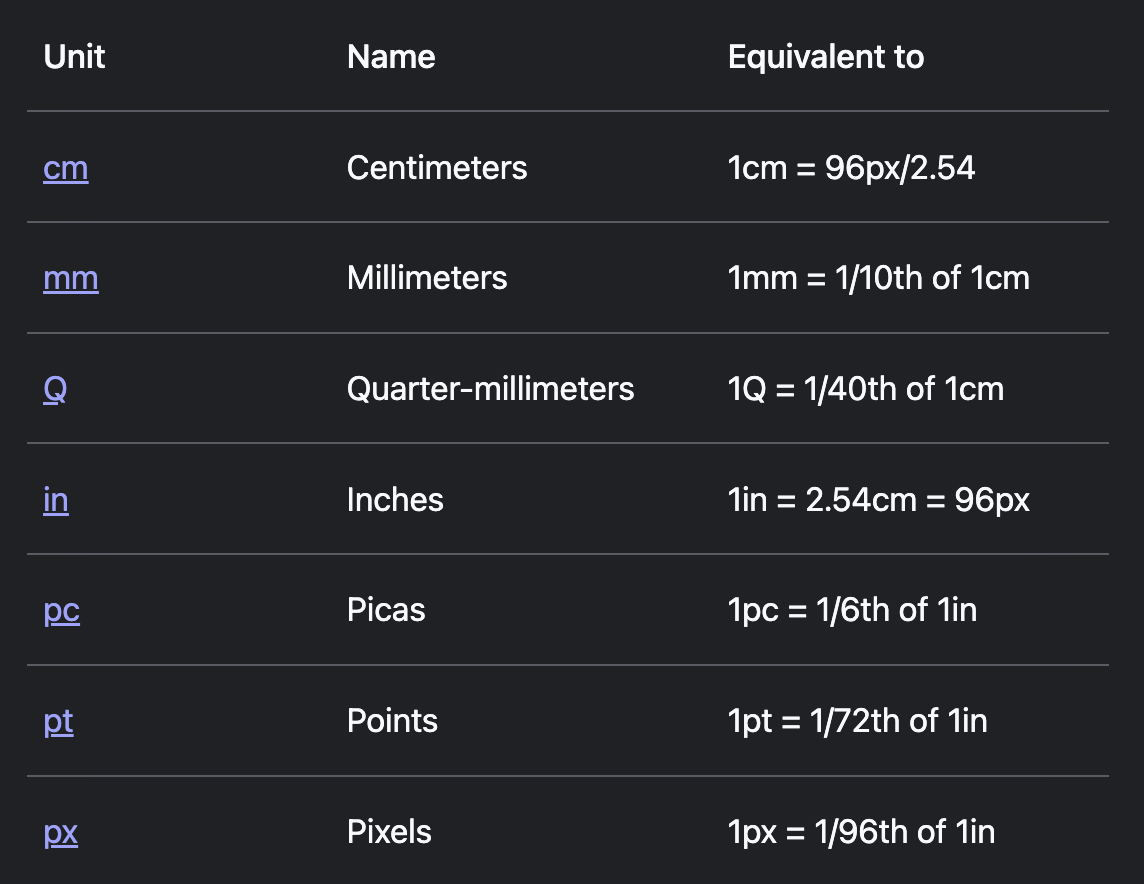 Unit Name Equivalent to
cm Centimeters 1cm = 96px/2.54
mm Millimeters 1mm = 1/10th of 1cm
Q Quarter-millimeters 1Q = 1/40th of 1cm
in Inches 1in = 2.54cm = 96px
pc Picas 1pc = 1/6th of 1in
pt Points 1pt = 1/72th of 1in
px Pixels 1px = 1/96th of 1in